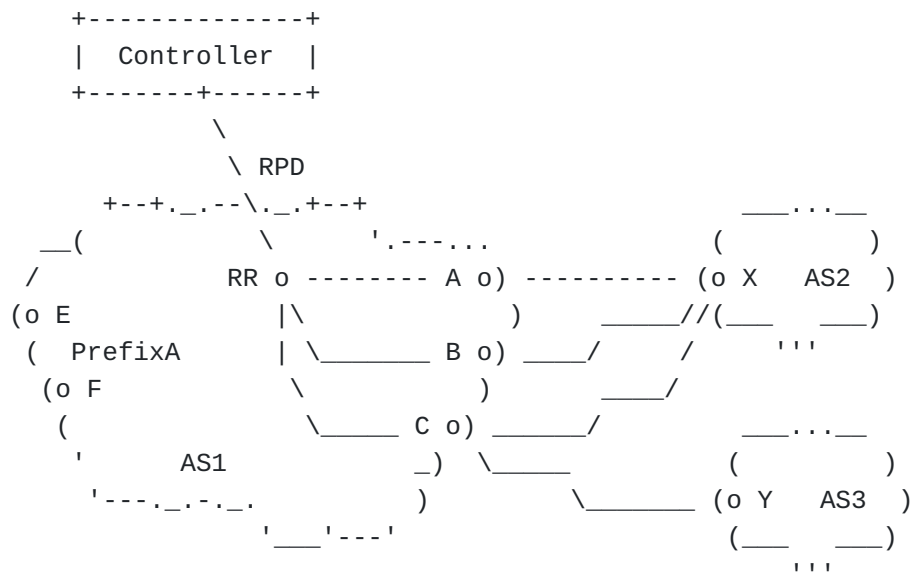 Controller
RPD
RR o A o) (o X AS2
(o E
PrefixA B o)
(o F
C o)
AS1
(o Y AS3